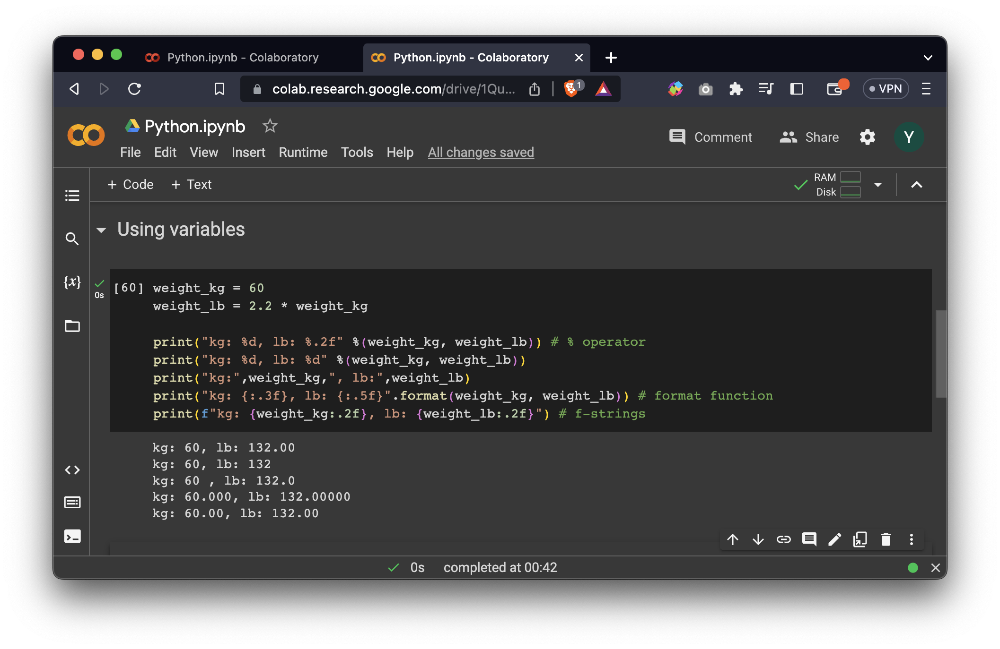 Python.ipynb - Colaboratory
Python.ipynb - Colaboratory
colab.research.google.com/drive/1Qu...
1
VPN
Python.ipynb
Comment
Share
Y
File Edit View Insert Runtime Tools Help All changes saved
+ Code + Text
RAM
Disk
Using variables
{x}
0s
[60] weight_kg = 60
weight_lb = 2.2 * weight_kg
print("kg: %d, lb: %.2f" %(weight_kg, weight_lb)) # % operator
print("kg: %d, lb: %d" %(weight_kg, weight_lb))
print("kg:",weight_kg,", lb:",weight_lb)
print("kg: {:.3f}, lb: {:.5f}".format(weight_kg, weight_lb)) # format function
print(f"kg: {weight_kg:.2f}, lb: {weight_lb:.2f}") # f-strings
kg: 60, lb: 132.00
kg: 60, lb: 132
kg: 60 , lb: 132.0
kg: 60.000, lb: 132.00000
kg: 60.00, lb: 132.00
0s completed at 00:42